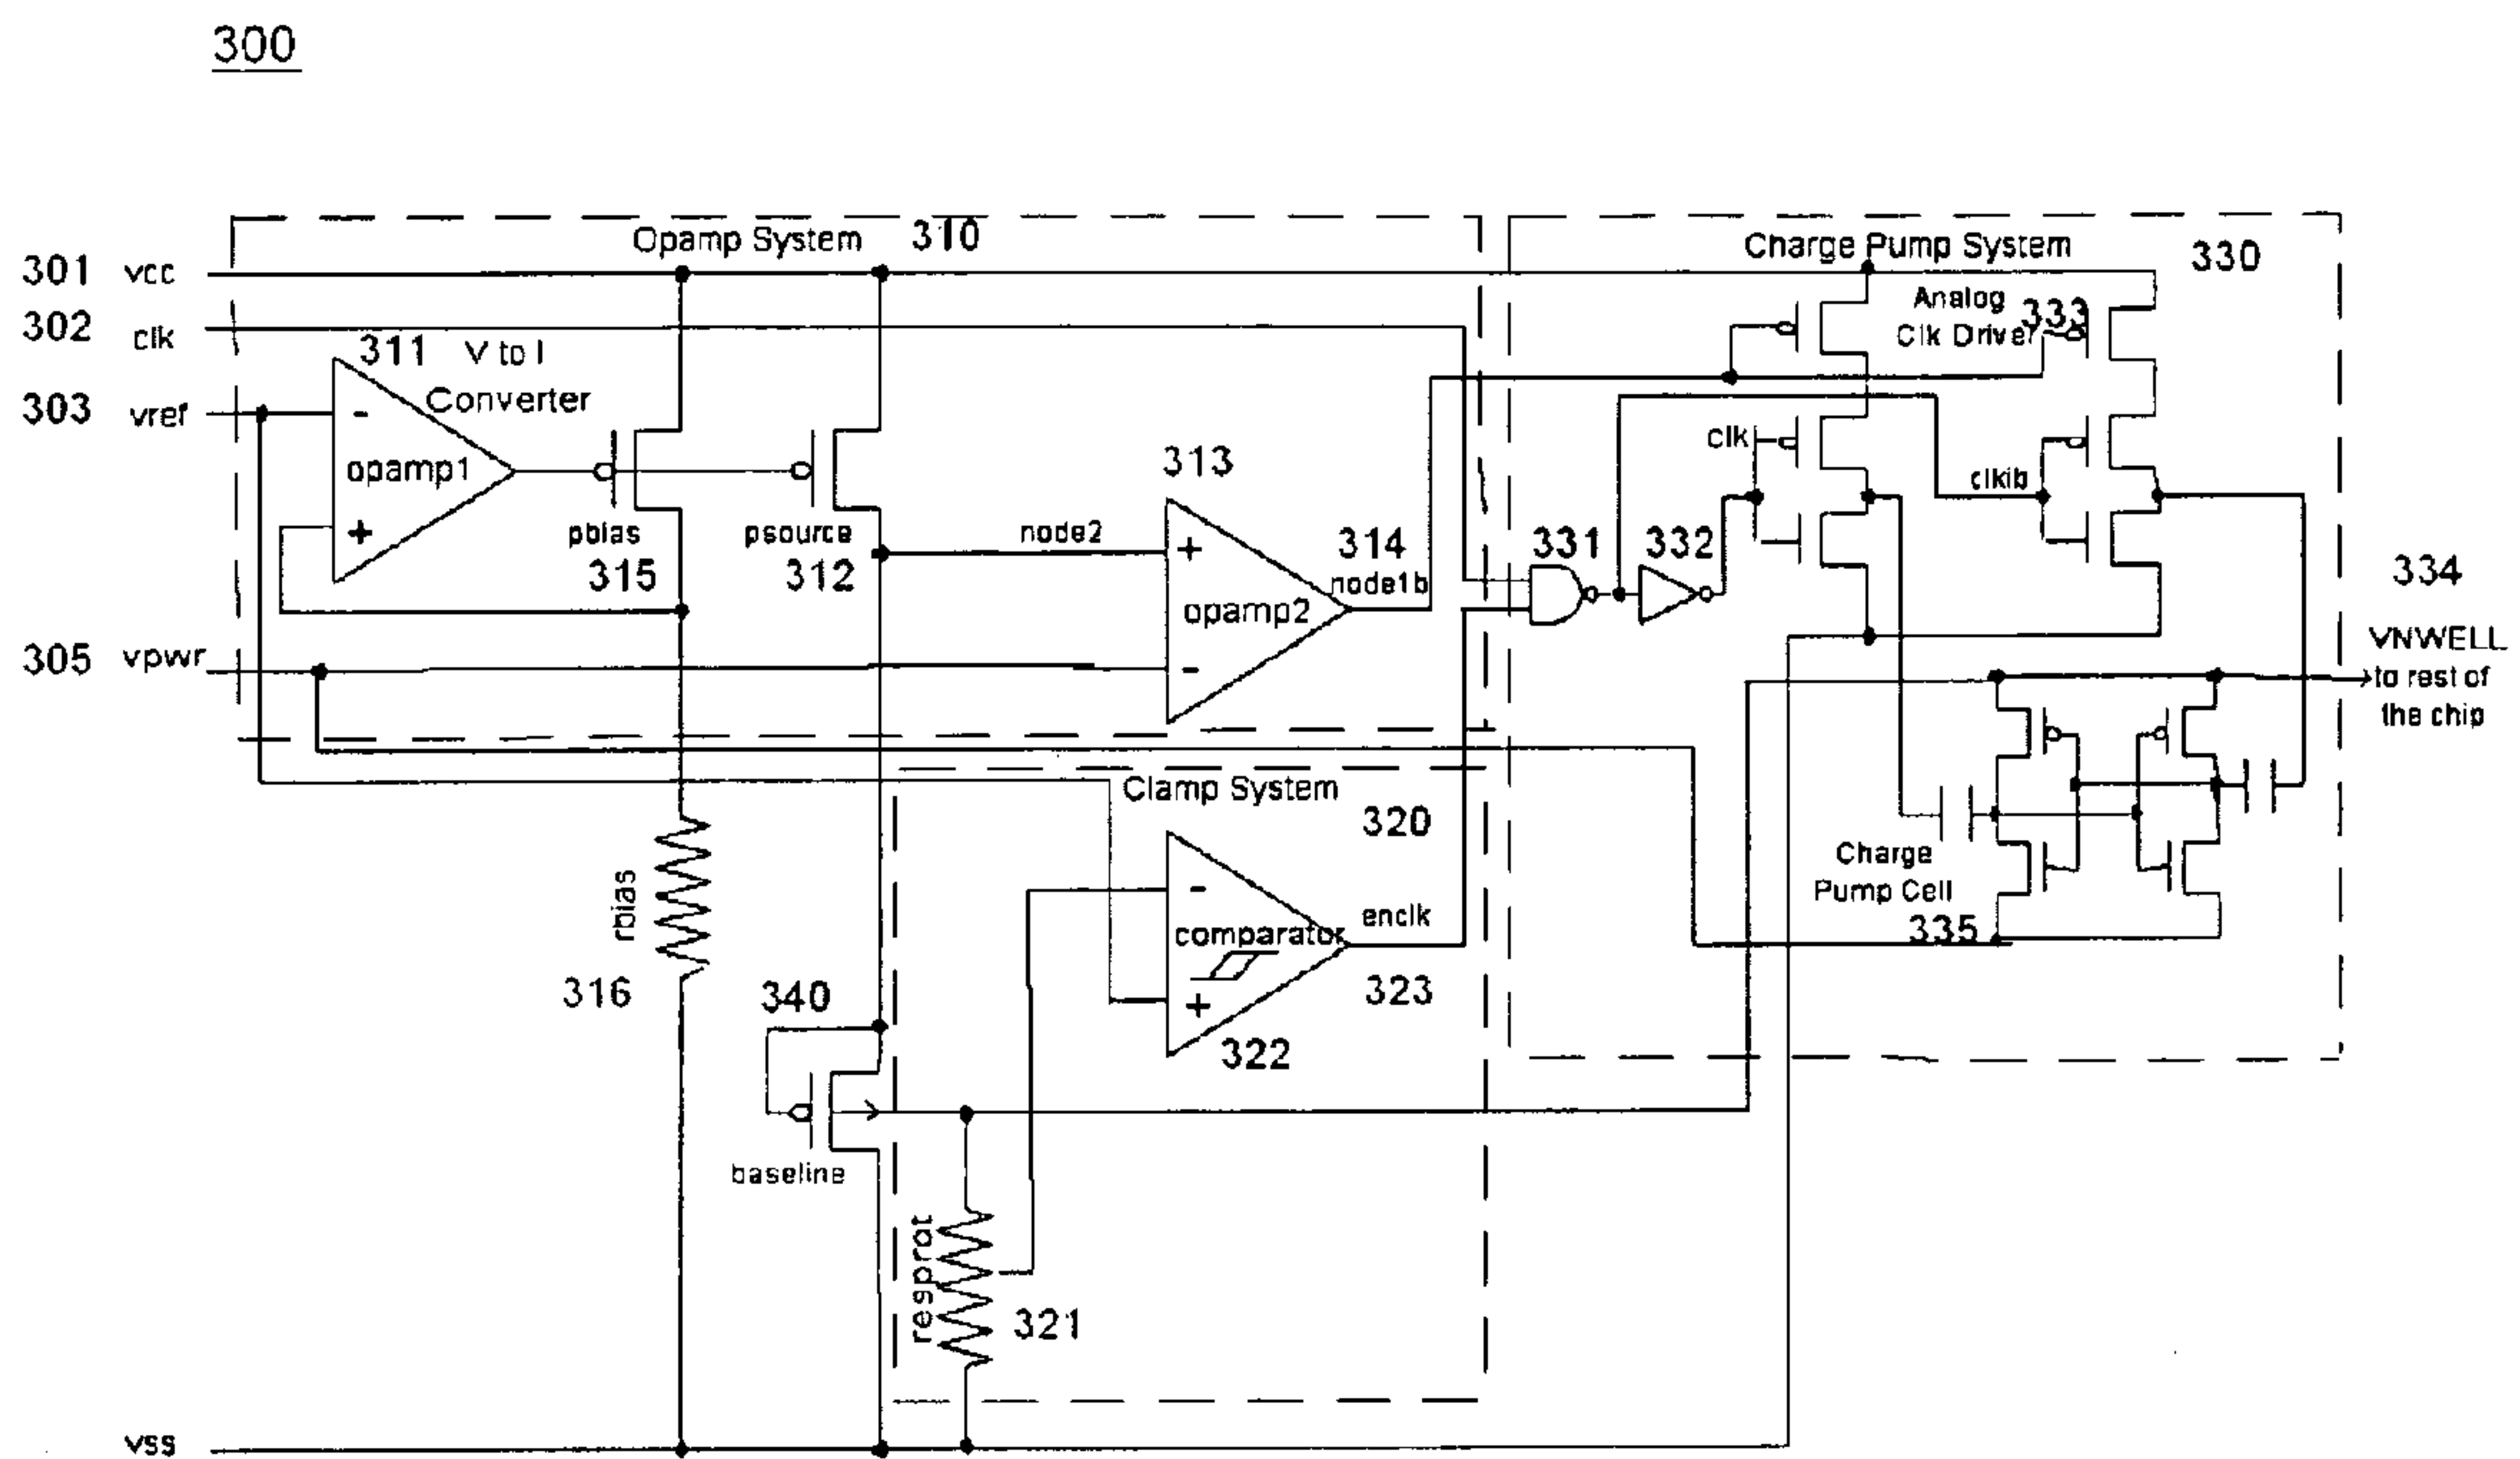 300
Opamp System 310
Charge Pump System
330
301 vcc
302 clk
303 vref
305 vpwr
311 V to I
Converter
-
opamp1
+
pbias
315
psource
312
node2
313
+
opamp2
-
314
node1b
Analog
Clk Driver
333
clk
clkib
331
332
334
VNWELL
to rest of
the chip
Clamp System
320
-
comparator
+
322
enclk
323
Charge
Pump Cell
335
rbias
316
340
baseline
resprot
321
vss